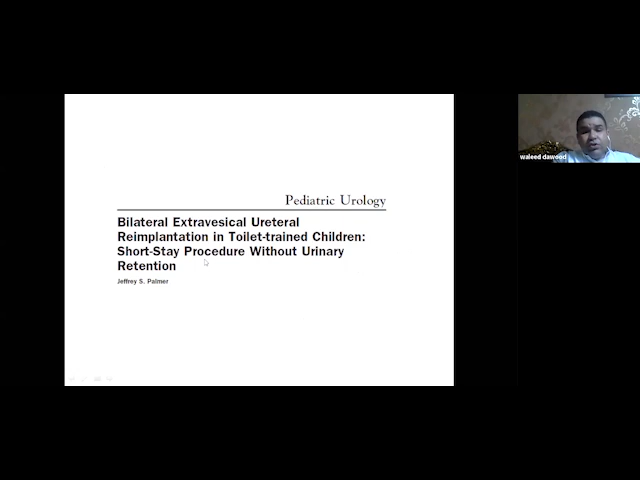 Pediatric Urology
Bilateral Extravesical Ureteral
Reimplantation in Toilet-trained Children:
Short-Stay Procedure Without Urinary
Retention
Jeffrey S. Palmer
waleed dawood